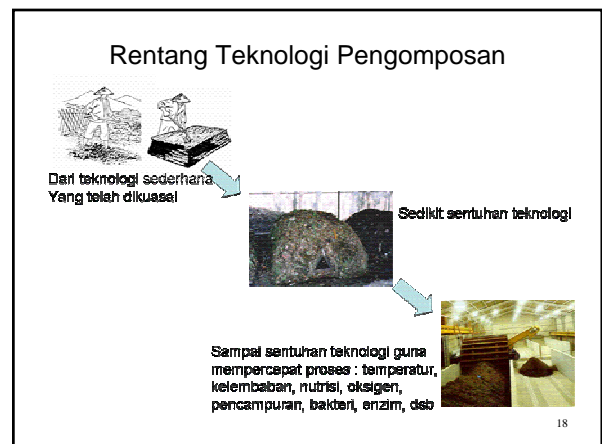 Rentang Teknologi Pengomposan
Dari teknologi sederhana
Yang telah dikuasai
Sedikit sentuhan teknologi
Sampai sentuhan teknologi guna
mempercepat proses : temperatur,
kelembaban, nutrisi, oksigen,
pencampuran, bakteri, enzim, dsb
18